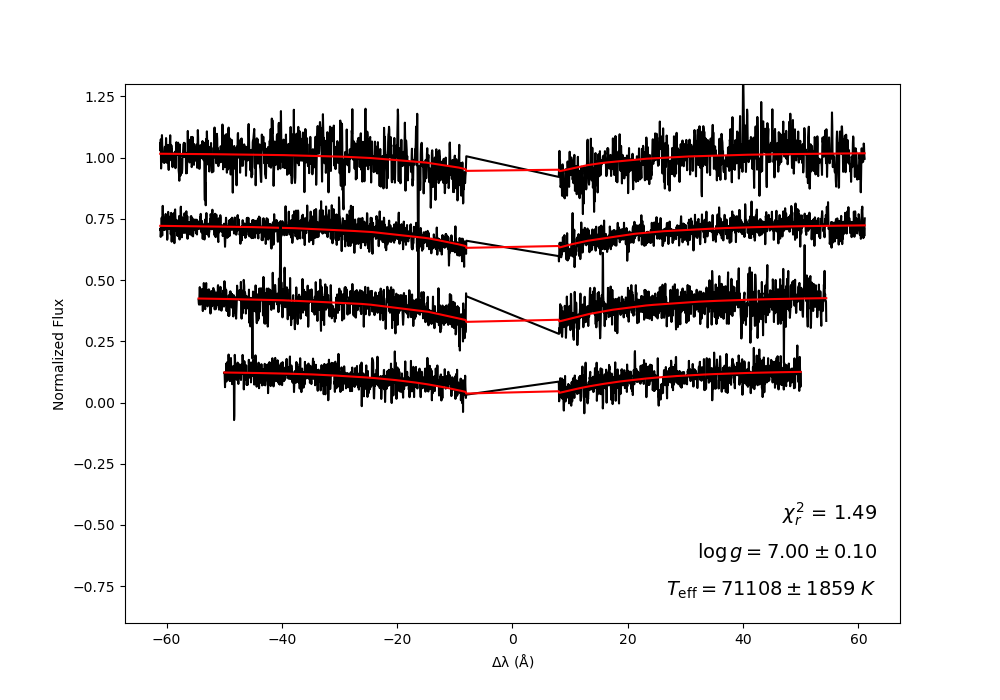 1.25
1.00
0.75
0.50
0.25
0.00
−0.25
−0.50
−0.75
Normalized Flux
χ²ᵣ = 1.49
log g = 7.00 ± 0.10
T_eff = 71108 ± 1859 K
−60 −40 −20 0 20 40 60
Δλ (Å)